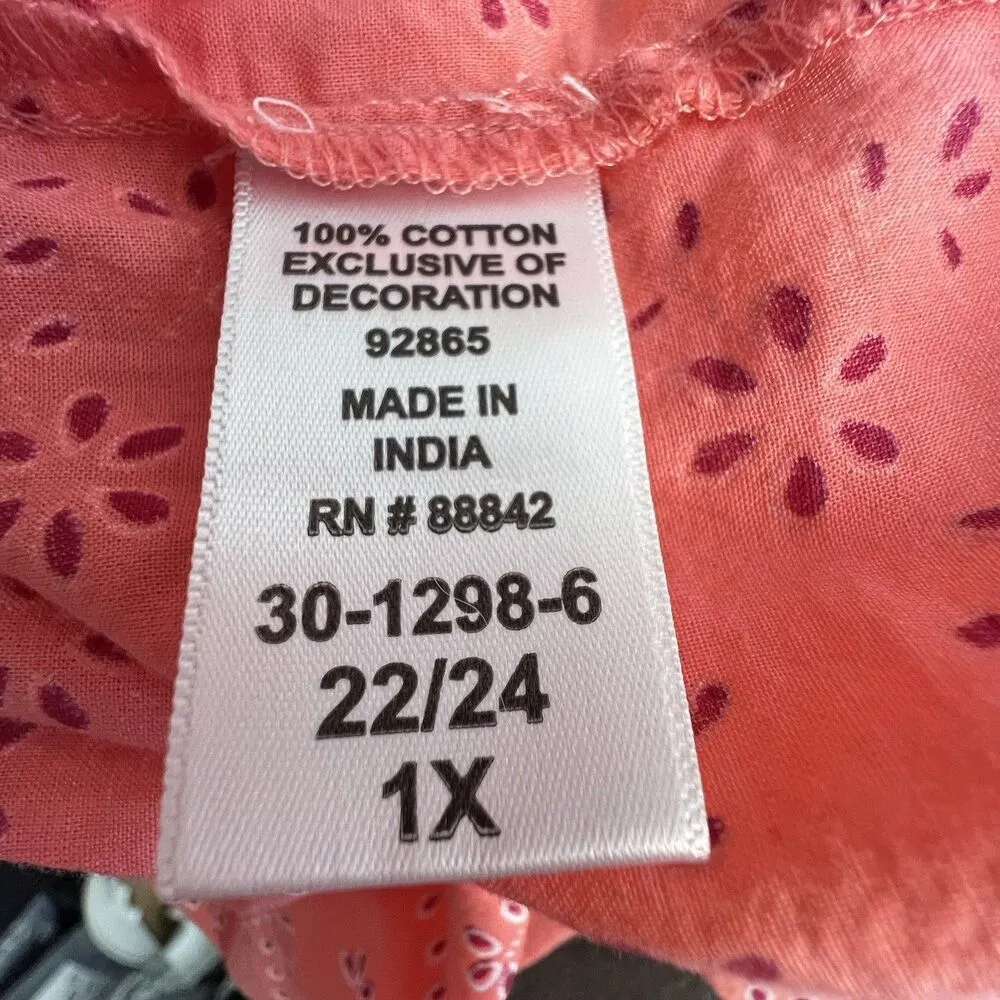 100% COTTON
EXCLUSIVE OF
DECORATION
92865
MADE IN
INDIA
RN # 88842
30-1298-6
22/24
1X